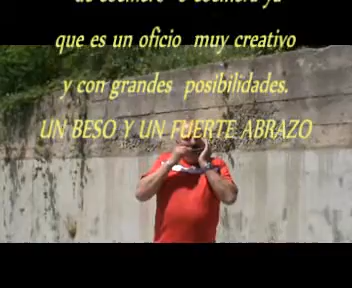 de cocinero o cocinera ya
que es un oficio muy creativo
y con grandes posibilidades.
UN BESO Y UN FUERTE ABRAZO